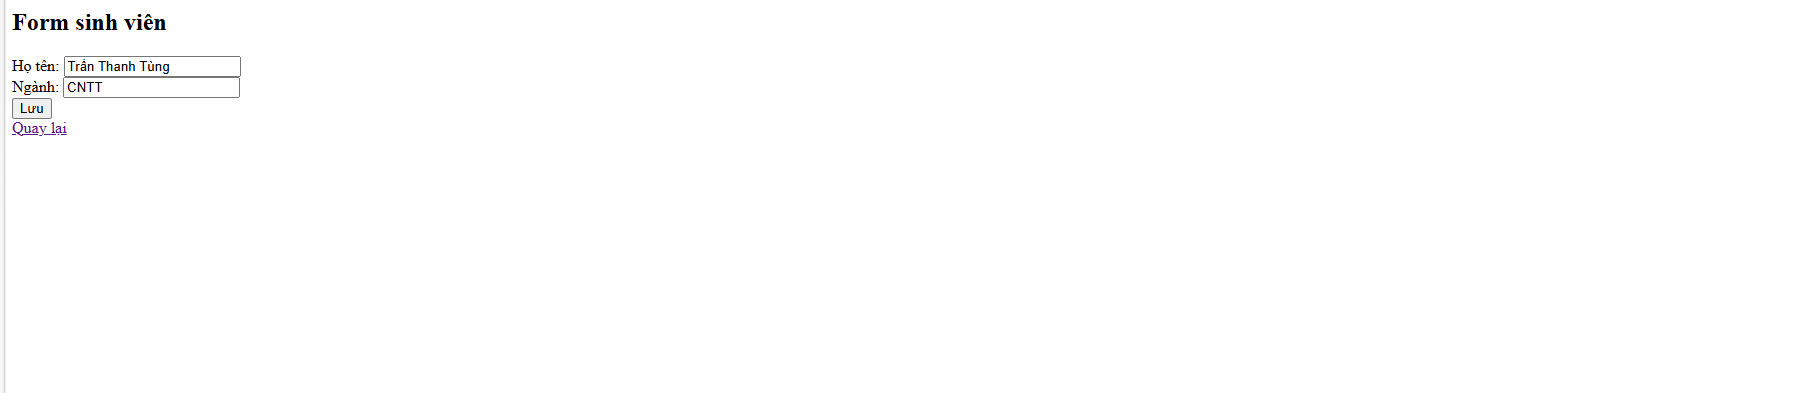 Form sinh viên
Họ tên: Trần Thanh Tùng
Ngành: CNTT
Lưu
Quay lại